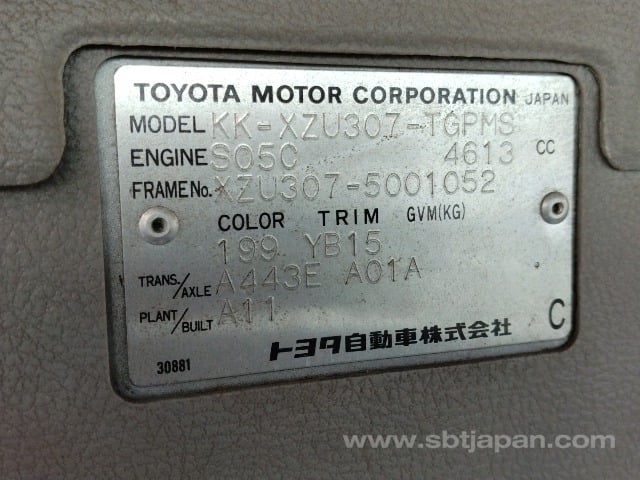 TOYOTA MOTOR CORPORATION JAPAN
MODEL KK-XZU307-TGPMS
ENGINE S05C 4613 CC
FRAME No. XZU307-5001052
COLOR TRIM GVM(KG)
199 YB15
TRANS./AXLE A443E A01A
PLANT/BUILT A11
トヨタ自動車株式会社 C
30881
www.sbtjapan.com